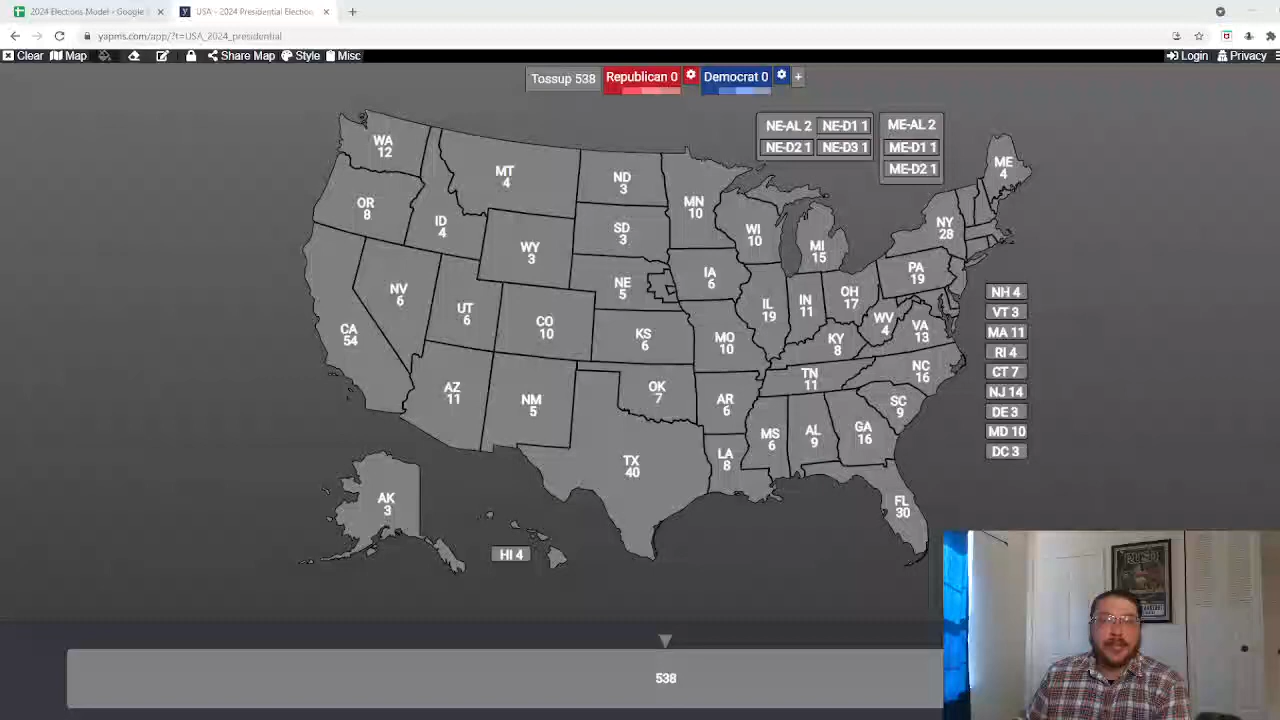 2024 Elections Model - Google
USA - 2024 Presidential Election
yapms.com/app/?t=USA_2024_presidential
Clear Map Share Map Style Misc Login Privacy
Tossup 538 Republican 0 Democrat 0 +
NE-AL 2 NE-D1 1 ME-AL 2
NE-D2 1 NE-D3 1 ME-D1 1
ME-D2 1
WA
12
OR
8
CA
54
NV
6
ID
4
MT
4
WY
3
UT
6
AZ
11
CO
10
NM
5
ND
3
SD
3
NE
5
KS
6
OK
7
TX
40
MN
10
IA
6
MO
10
AR
6
LA
8
WI
10
IL
19
MI
15
IN
11
OH
17
KY
8
TN
11
MS
6
AL
9
GA
16
FL
30
SC
9
NC
16
VA
13
WV
4
PA
19
NY
28
ME
4
NH 4
VT 3
MA 11
RI 4
CT 7
NJ 14
DE 3
MD 10
DC 3
AK
3
HI 4
538